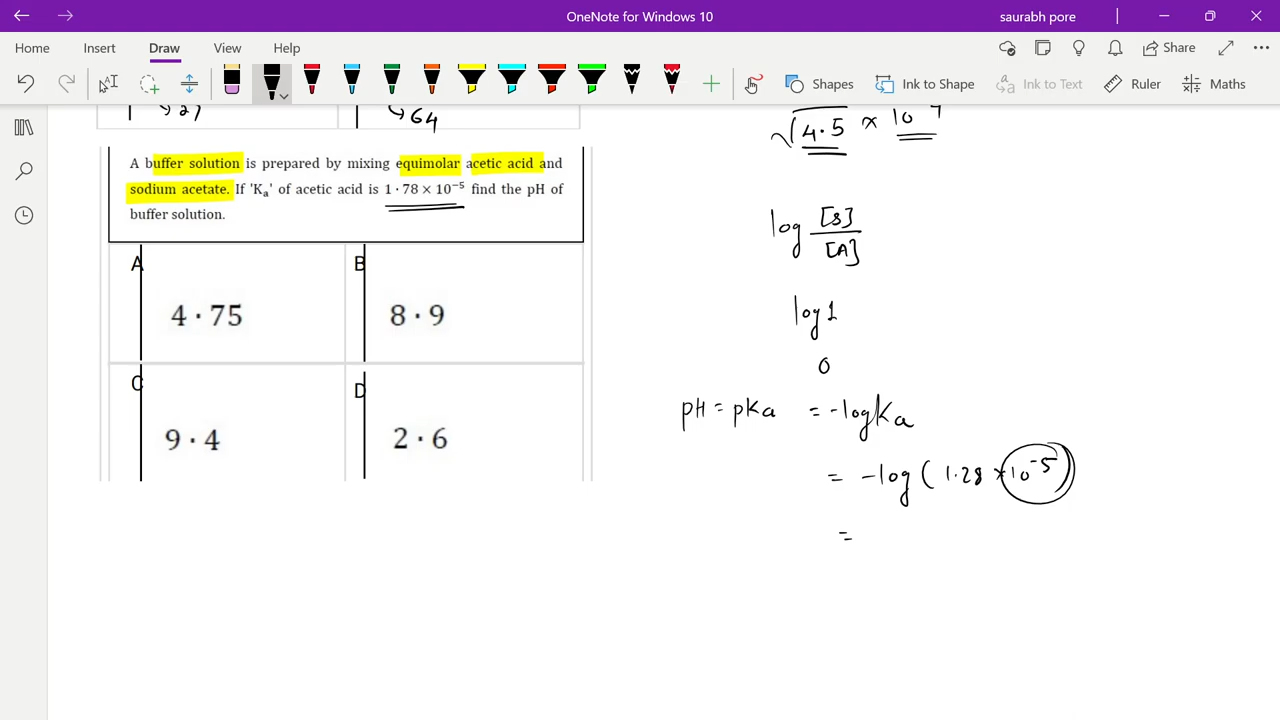 OneNote for Windows 10
saurabh pore
Home Insert Draw View Help
Share
Shapes
Ink to Shape
Ink to Text
Ruler
Maths
64
A buffer solution is prepared by mixing equimolar acetic acid and
sodium acetate. If 'Kₐ' of acetic acid is 1·78 × 10⁻⁵ find the pH of
buffer solution.
A
4·75
B
8·9
C
9·4
D
2·6
√4.5 ×
log [S]/[A]
log 1
0
pH = pKa = -log Ka
= -log ( 1.28 × 10⁻⁵)
=